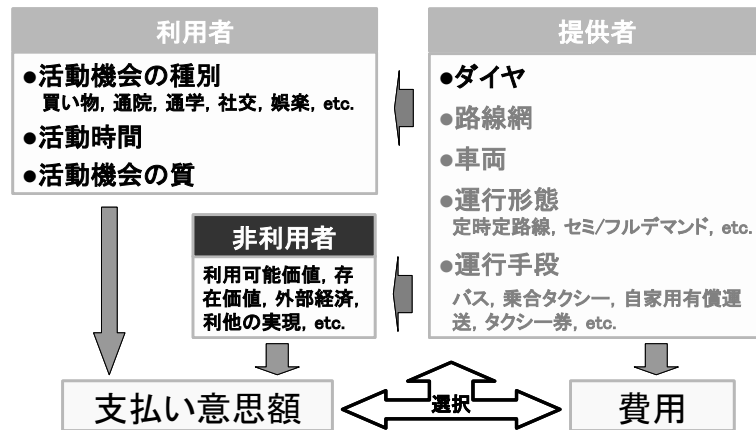 利用者
●活動機会の種別
買い物, 通院, 通学, 社交, 娯楽, etc.
●活動時間
●活動機会の質
提供者
●ダイヤ
●路線網
●車両
●運行形態
定時定路線, セミ/フルデマンド, etc.
●運行手段
バス, 乗合タクシー, 自家用有償運
送, タクシー券, etc.
非利用者
利用可能価値, 存
在価値, 外部経済,
利他の実現, etc.
支払い意思額
選択
費用